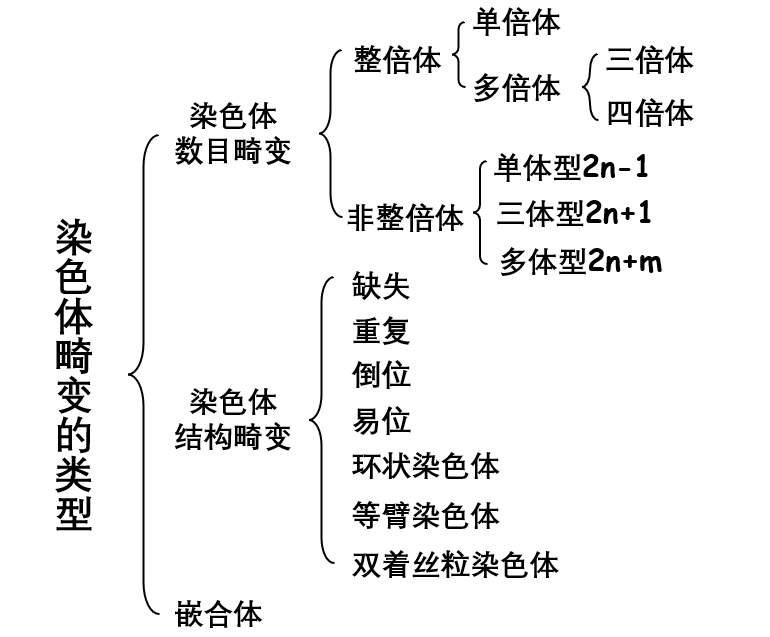 染色体畸变的类型
染色体
数目畸变
整倍体
单倍体
多倍体
三倍体
四倍体
非整倍体
单体型2n-1
三体型2n+1
多体型2n+m
染色体
结构畸变
缺失
重复
倒位
易位
环状染色体
等臂染色体
双着丝粒染色体
嵌合体